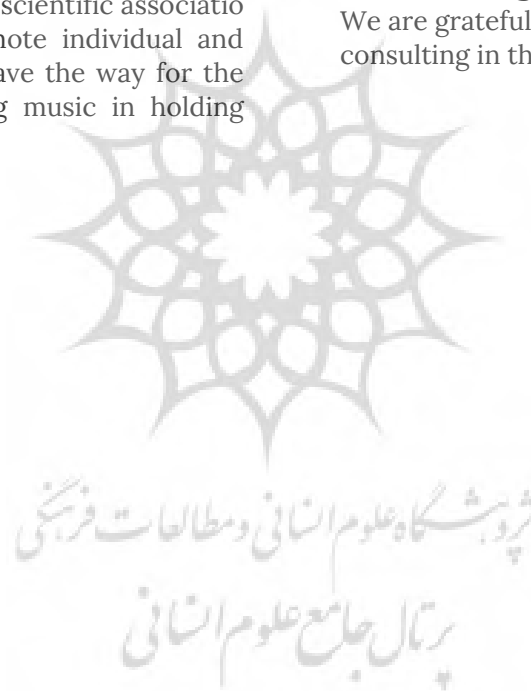 scientific associatio
note individual and
ave the way for the
g music in holding
We are grateful
consulting in th
پژوهشگاه علوم انسانی و مطالعات فرهنگی
پرتال جامع علوم انسانی